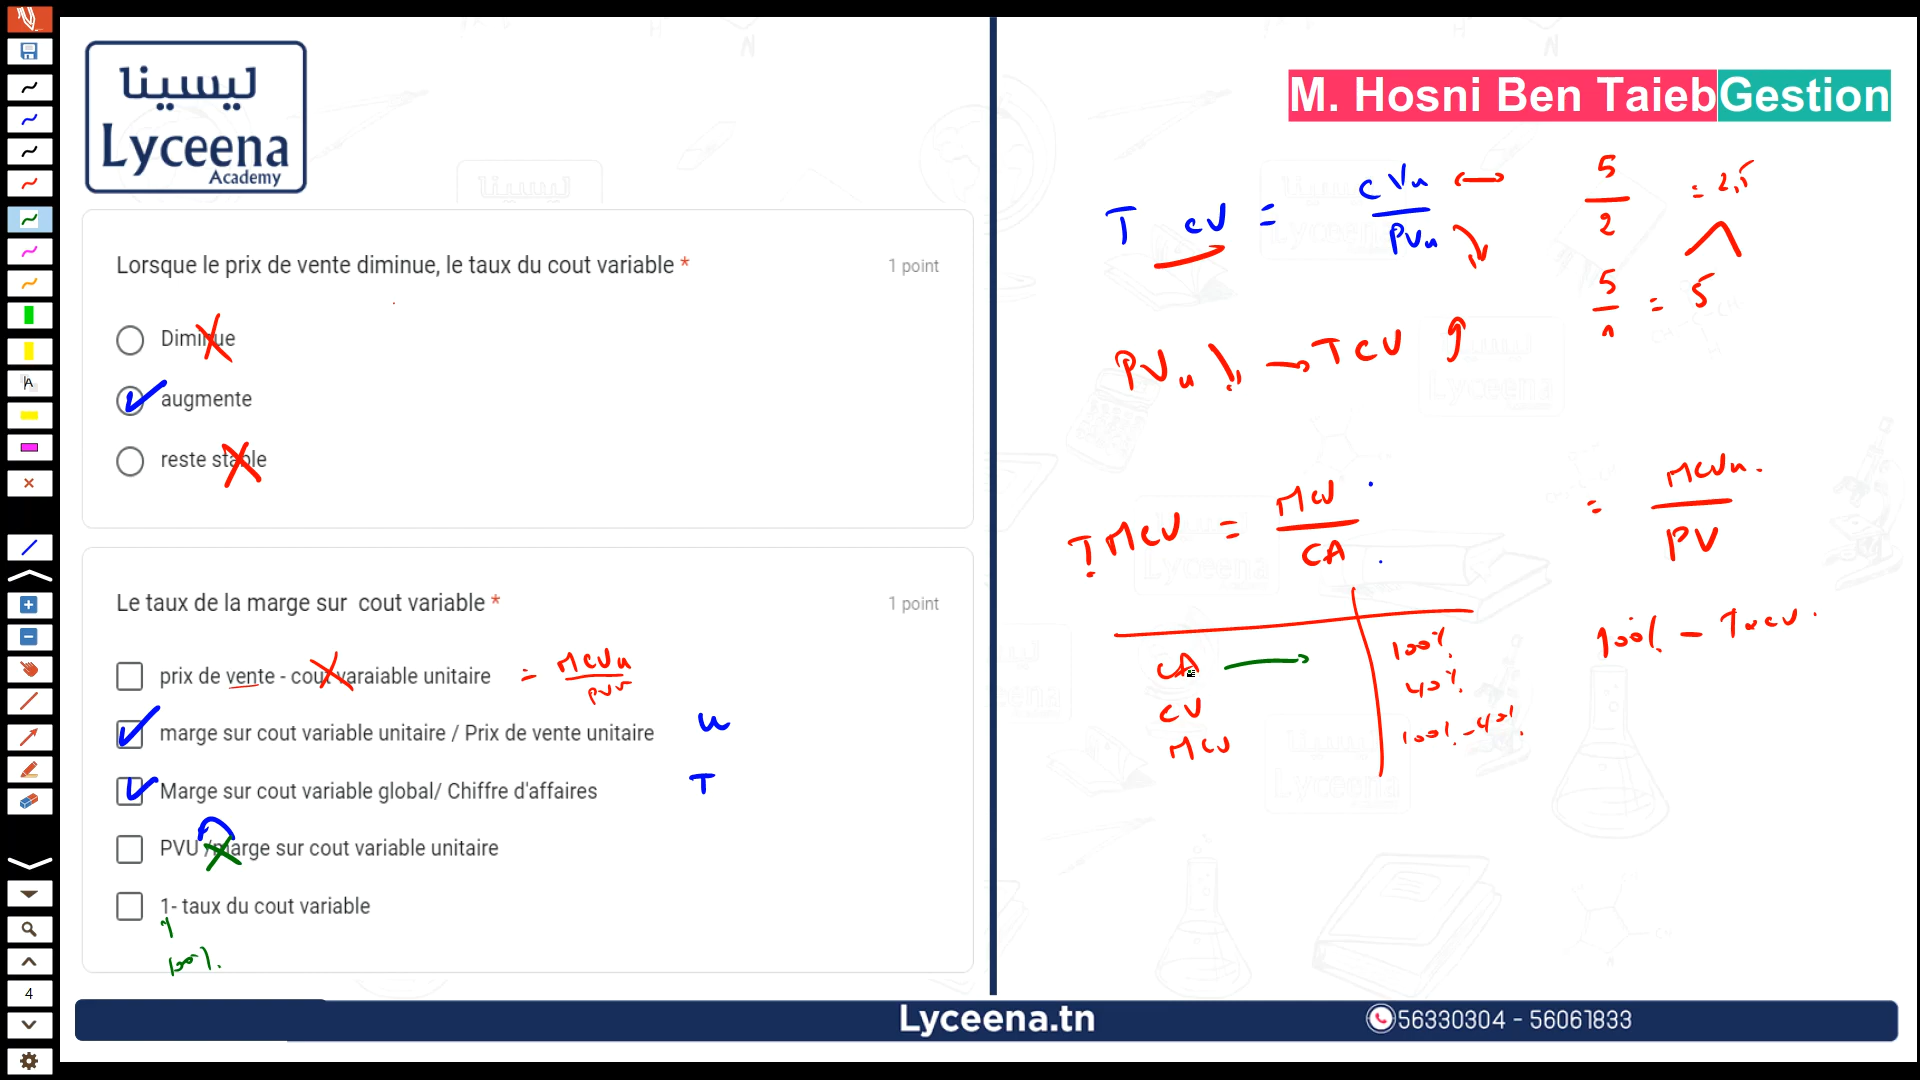 ليسينا
Lyceena
Academy
M. Hosni Ben Taieb Gestion
Lorsque le prix de vente diminue, le taux du cout variable *
1 point
Diminue
augmente
reste stable
Le taux de la marge sur cout variable *
1 point
prix de vente - cout varaiable unitaire = MCVu / PVu
marge sur cout variable unitaire / Prix de vente unitaire u
Marge sur cout variable global/ Chiffre d'affaires T
PVU /marge sur cout variable unitaire
1- taux du cout variable
100%.
T CV = CVu / PVu
5 / 2 = 2,5
5 / 1 = 5
PVu → TCV
TMCV = MCV / CA = MCVu / PV
CA 100%
CV 40%
MCV 100% - 40%
100% -
A
4
Lyceena.tn
56330304 - 56061833